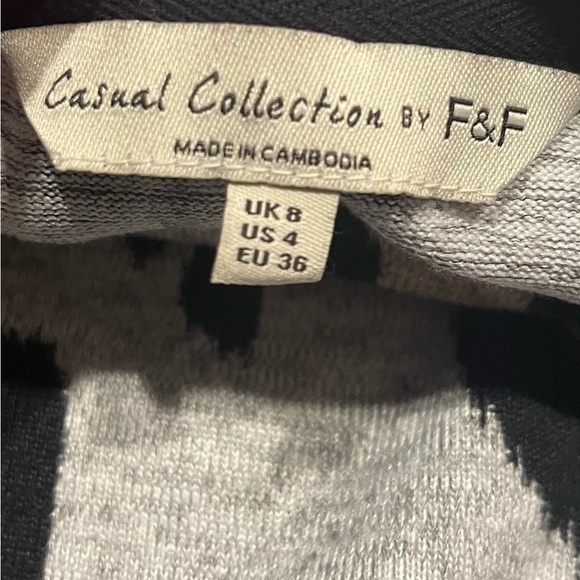 Casual Collection BY F&F
MADE IN CAMBODIA
UK 8
US 4
EU 36